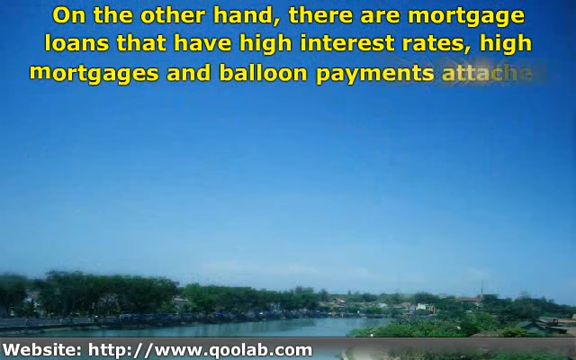 On the other hand, there are mortgage
loans that have high interest rates, high
mortgages and balloon payments attache
Website: http://www.qoolab.com